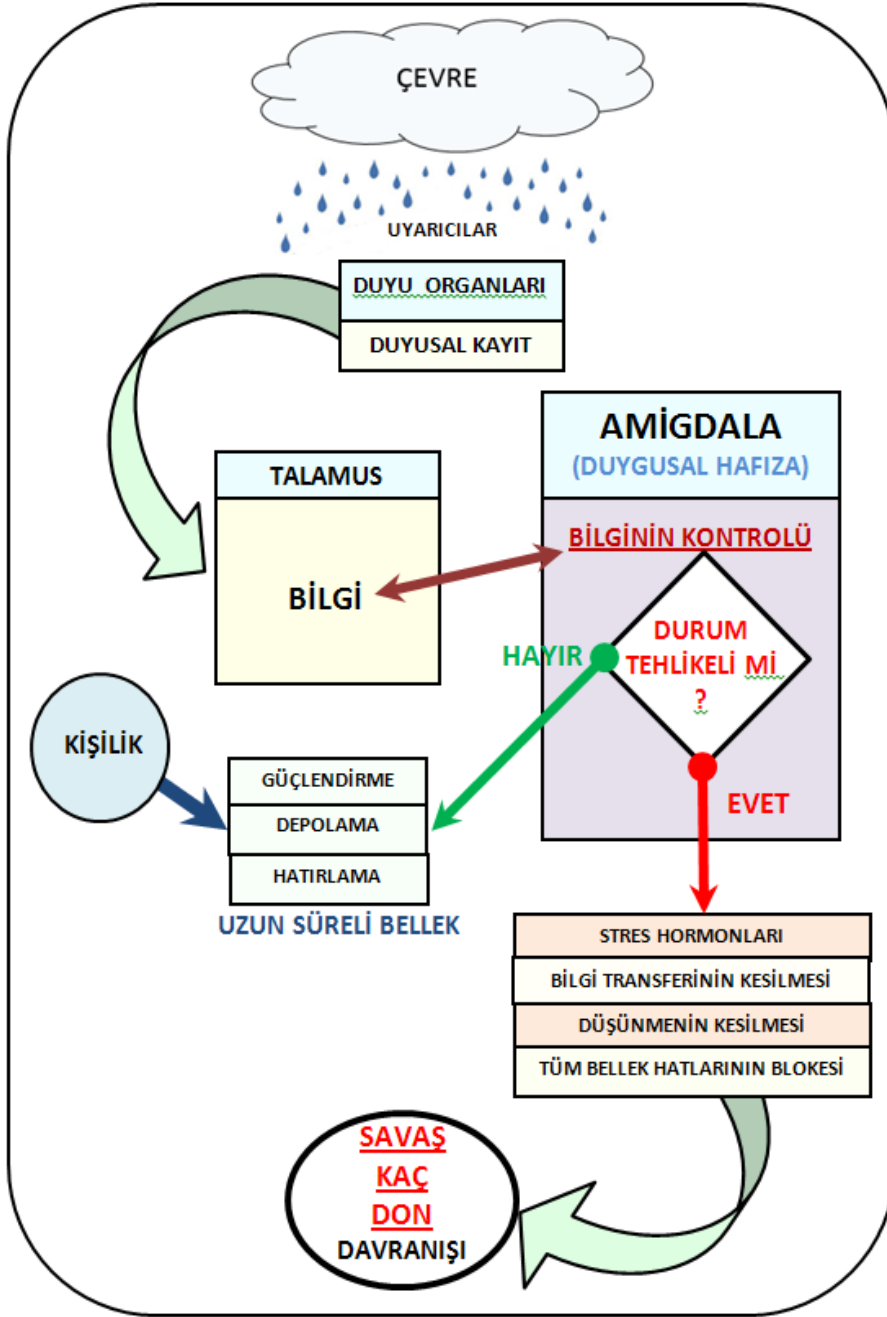 ÇEVRE
UYARICILAR
DUYU ORGANLARI
DUYUSAL KAYIT
AMİGDALA
(DUYGUSAL HAFIZA)
TALAMUS
BİLGİNİN KONTROLÜ
BİLGİ
DURUM
TEHLİKELİ Mİ
?
HAYIR
EVET
KİŞİLİK
GÜÇLENDİRME
DEPOLAMA
HATIRLAMA
UZUN SÜRELİ BELLEK
STRES HORMONLARI
BİLGİ TRANSFERİNİN KESİLMESİ
DÜŞÜNMENİN KESİLMESİ
TÜM BELLEK HATLARININ BLOKESİ
SAVAŞ
KAÇ
DON
DAVRANIŞI